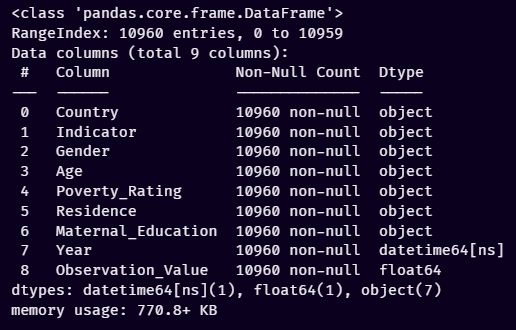 <class 'pandas.core.frame.DataFrame'>
RangeIndex: 10960 entries, 0 to 10959
Data columns (total 9 columns):
 #   Column              Non-Null Count  Dtype
---  ------              --------------  -----
 0   Country             10960 non-null  object
 1   Indicator           10960 non-null  object
 2   Gender              10960 non-null  object
 3   Age                 10960 non-null  object
 4   Poverty_Rating      10960 non-null  object
 5   Residence           10960 non-null  object
 6   Maternal_Education  10960 non-null  object
 7   Year                10960 non-null  datetime64[ns]
 8   Observation_Value   10960 non-null  float64
dtypes: datetime64[ns](1), float64(1), object(7)
memory usage: 770.8+ KB